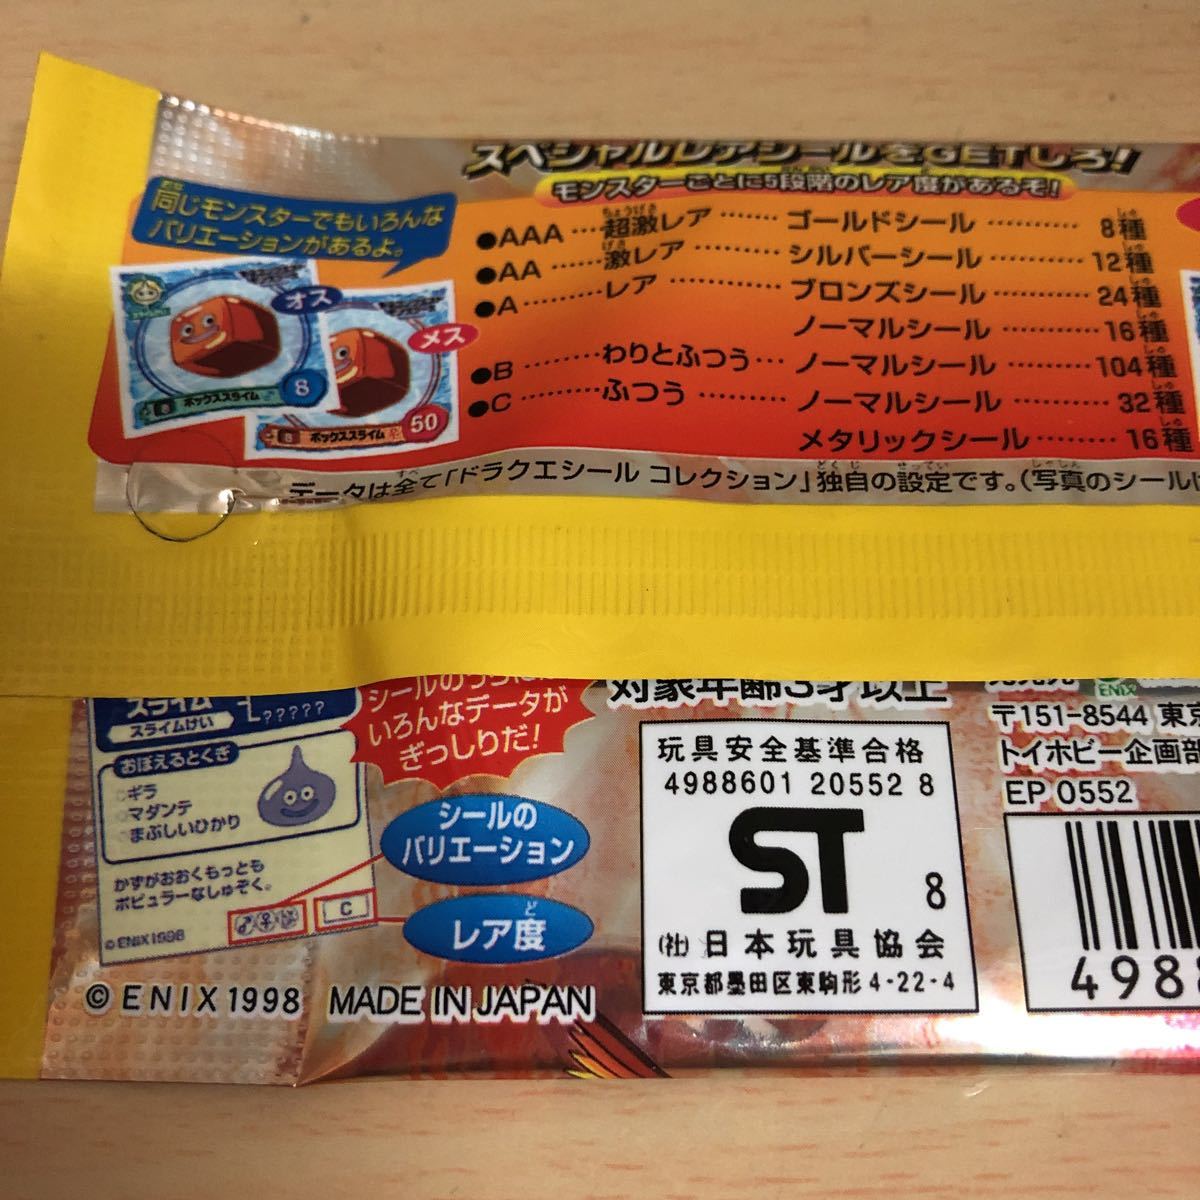 スペシャルレアシールをGETしろ!
モンスターごとに5段階のレア度があるぞ!
同じモンスターでもいろんな
バリエーションがあるよ。
オス
メス
8
ボックススライム
50
B ボックススライム
●AAA ‥‥超激レア ‥‥‥‥ ゴールドシール ‥‥‥‥‥ 8種
●AA ‥‥‥激レア ‥‥‥‥‥ シルバーシール ‥‥‥‥‥ 12種
●A ‥‥‥‥‥レア ‥‥‥‥‥‥ ブロンズシール ‥‥‥‥‥ 24種
ノーマルシール ‥‥‥‥‥ 16種
●B ‥‥‥‥‥わりとふつう‥‥ ノーマルシール ‥‥‥‥ 104種
●C ‥‥‥‥‥ふつう ‥‥‥‥‥ ノーマルシール ‥‥‥‥‥ 32種
メタリックシール ‥‥‥‥ 16種
データは全て「ドラクエシール コレクション」独自の設定です。(写真のシールは
スライム
スライムけい
?????
おぼえるとくぎ
ギラ
マダンテ
まぶしいひかり
かずがおおくもっとも
ポピュラーなしゅぞく。
©ENIX1998
C
いろんなデータが
ぎっしりだ!
シールの
バリエーション
レア度
©ENIX1998 MADE IN JAPAN
対象年齢3才以上
玩具安全基準合格
4988601 20552 8
ST
8
(社)日本玩具協会
東京都墨田区東駒形4-22-4
ENIX
〒151-8544 東京
トイホビー企画部
EP 0552
4988